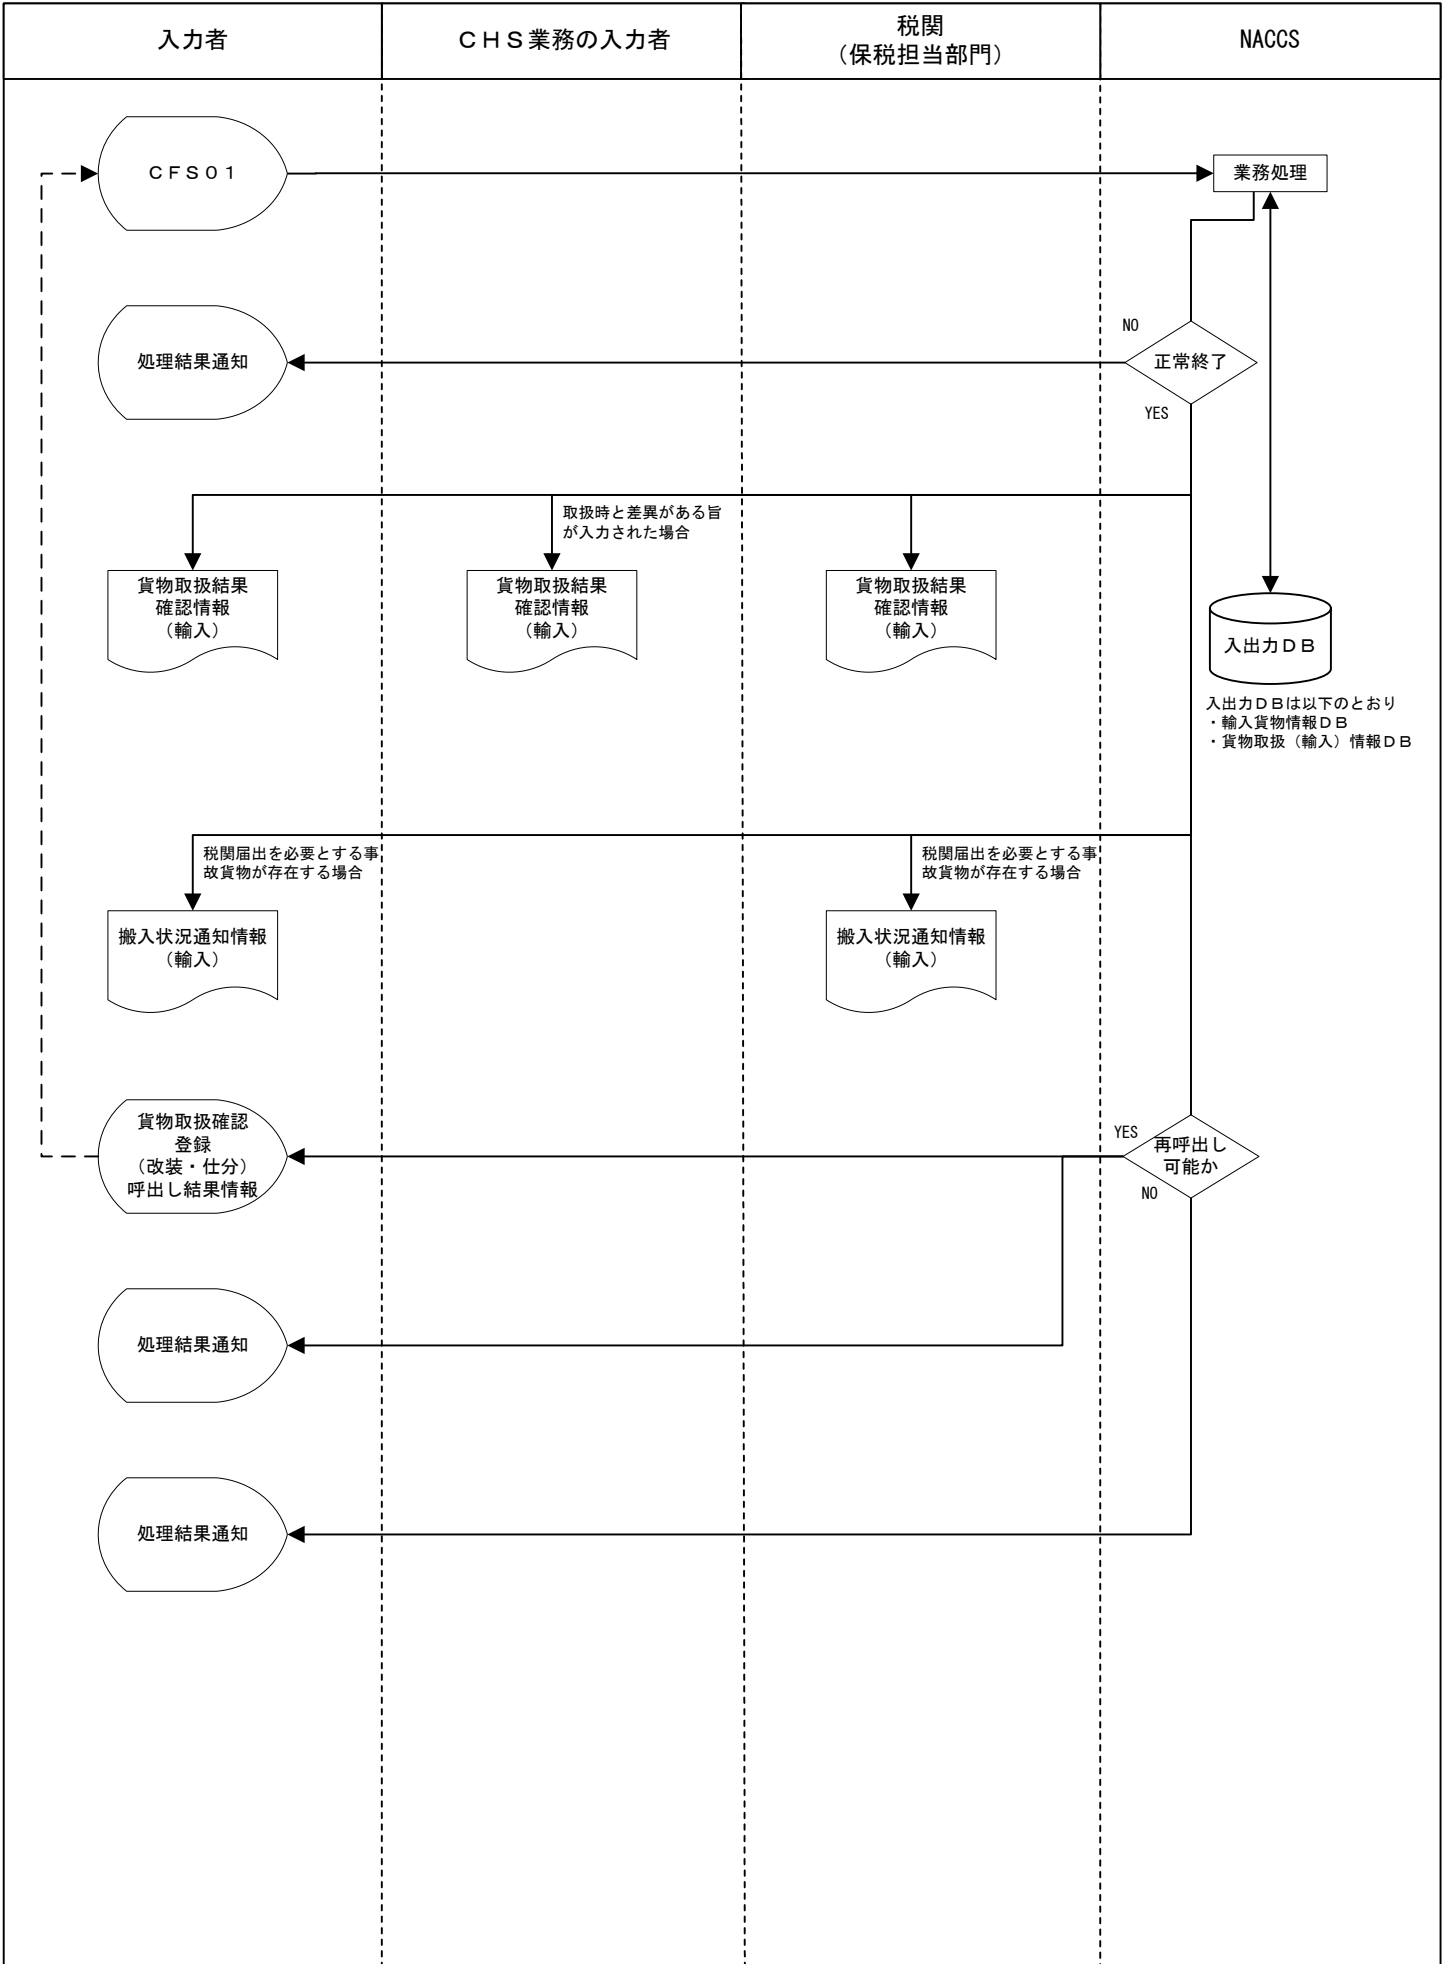 入力者
ＣＨＳ業務の入力者
税関
（保税担当部門）
NACCS
ＣＦＳ０１
業務処理
処理結果通知
NO
正常終了
YES
取扱時と差異がある旨
が入力された場合
貨物取扱結果
確認情報
（輸入）
貨物取扱結果
確認情報
（輸入）
貨物取扱結果
確認情報
（輸入）
入出力ＤＢ
入出力ＤＢは以下のとおり
・輸入貨物情報ＤＢ
・貨物取扱（輸入）情報ＤＢ
税関届出を必要とする事
故貨物が存在する場合
税関届出を必要とする事
故貨物が存在する場合
搬入状況通知情報
（輸入）
搬入状況通知情報
（輸入）
貨物取扱確認
登録
（改装・仕分）
呼出し結果情報
YES
再呼出し
可能か
NO
処理結果通知
処理結果通知